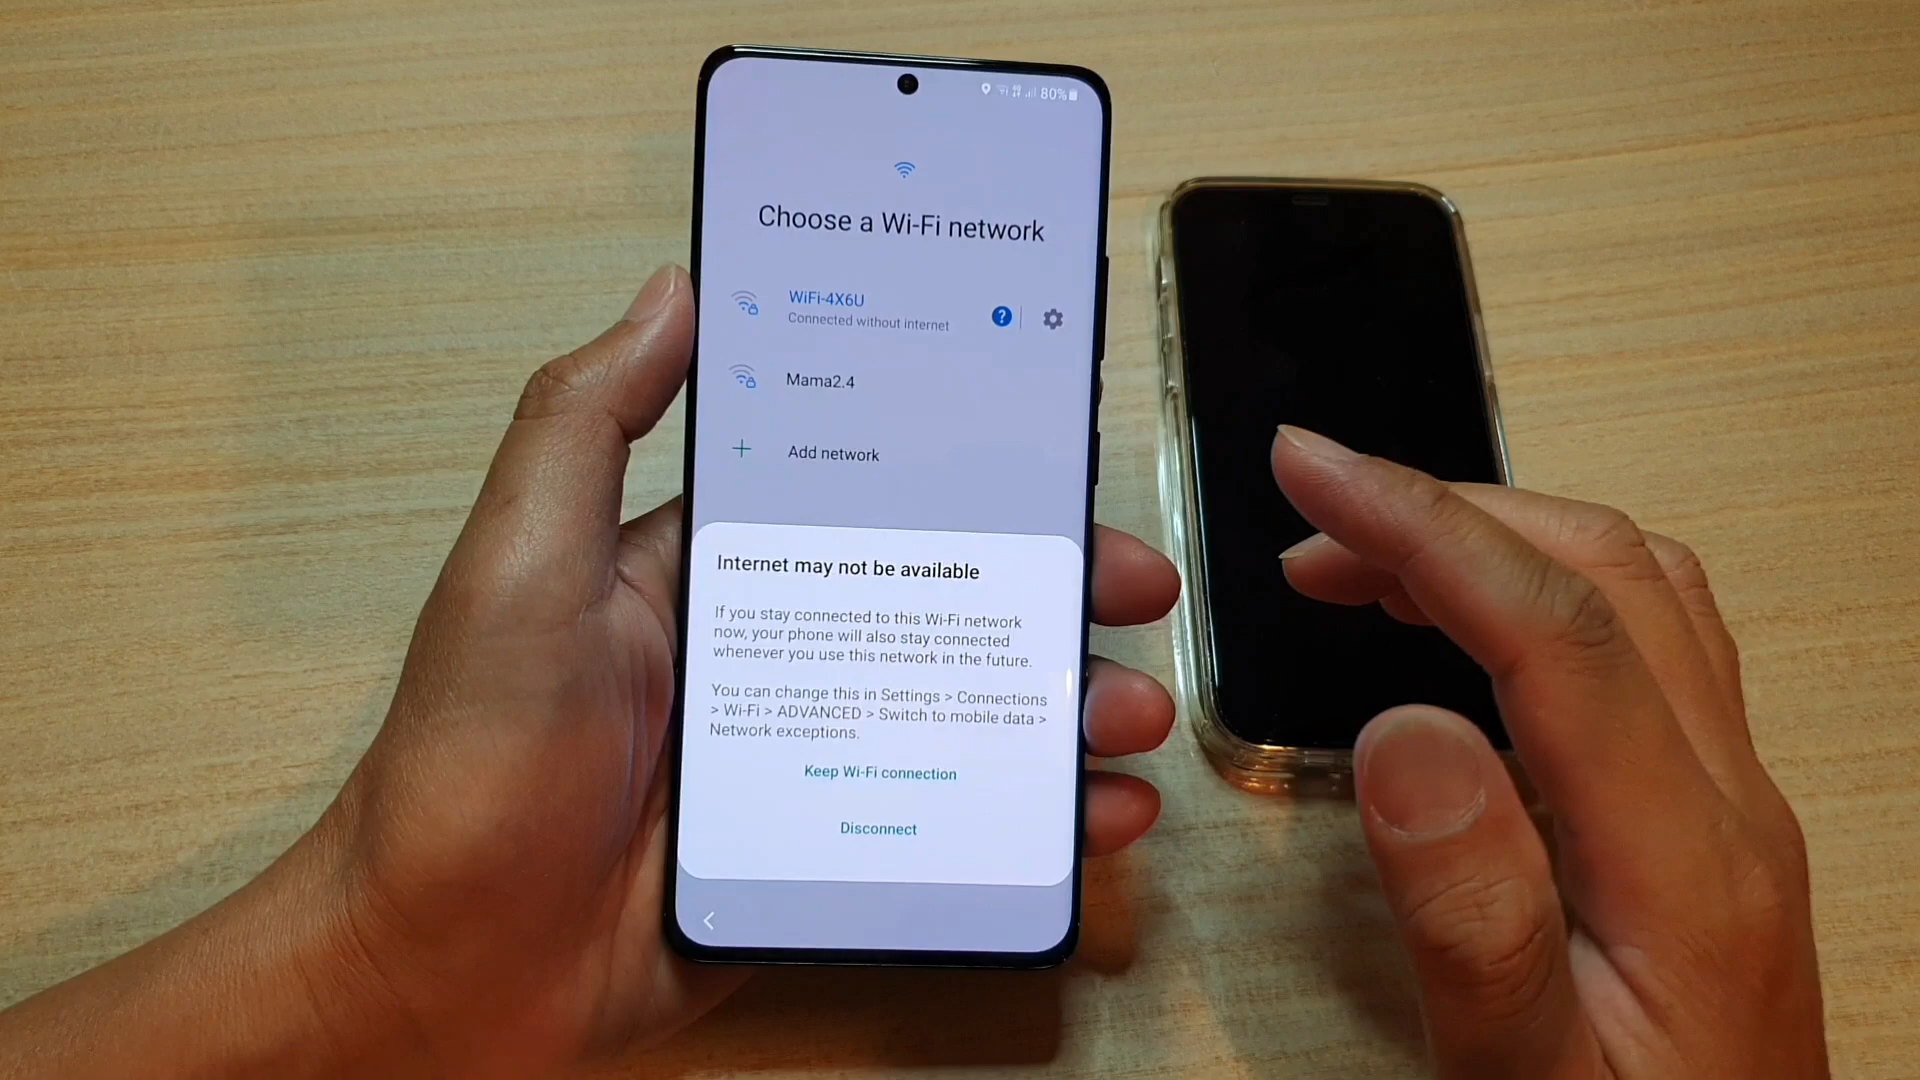 80%
Choose a Wi-Fi network
WiFi-4X6U
Connected without internet
?
Mama2.4
Add network
Internet may not be available
If you stay connected to this Wi-Fi network
now, your phone will also stay connected
whenever you use this network in the future.
You can change this in Settings > Connections
> Wi-Fi > ADVANCED > Switch to mobile data >
Network exceptions.
Keep Wi-Fi connection
Disconnect